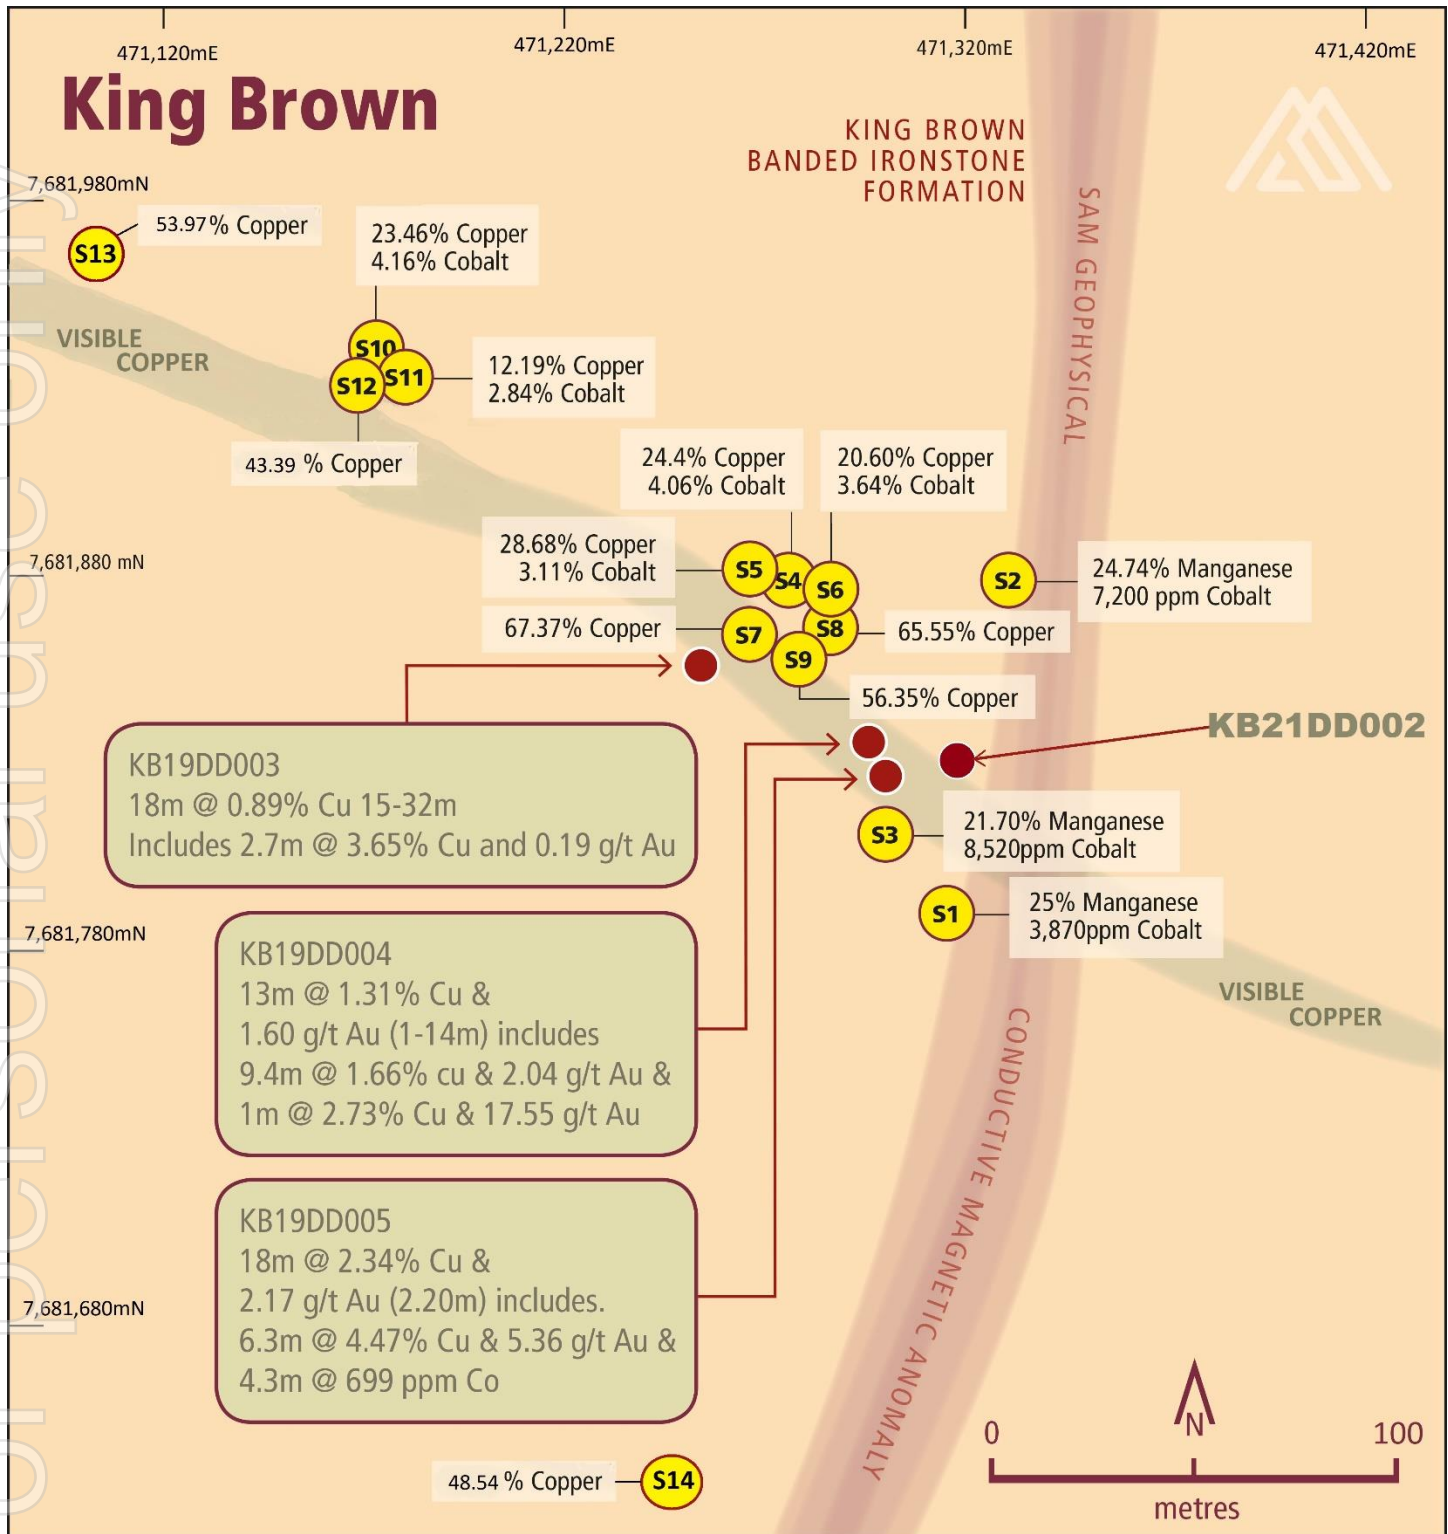 471,120mE
471,220mE
471,320mE
471,420mE
King Brown
KING BROWN
BANDED IRONSTONE
FORMATION
7,681,980mN
S13
53.97% Copper
23.46% Copper
4.16% Cobalt
SAM GEOPHYSICAL
VISIBLE
COPPER
S10
S12
S11
12.19% Copper
2.84% Cobalt
43.39 % Copper
24.4% Copper
4.06% Cobalt
20.60% Copper
3.64% Cobalt
7,681,880 mN
28.68% Copper
3.11% Cobalt
S5
S4
S6
S2
24.74% Manganese
7,200 ppm Cobalt
67.37% Copper
S7
S8
65.55% Copper
S9
56.35% Copper
KB21DD002
KB19DD003
18m @ 0.89% Cu 15-32m
Includes 2.7m @ 3.65% Cu and 0.19 g/t Au
S3
21.70% Manganese
8,520ppm Cobalt
S1
25% Manganese
3,870ppm Cobalt
7,681,780mN
KB19DD004
13m @ 1.31% Cu &
1.60 g/t Au (1-14m) includes
9.4m @ 1.66% cu & 2.04 g/t Au &
1m @ 2.73% Cu & 17.55 g/t Au
VISIBLE
COPPER
CONDUCTIVE MAGNETIC ANOMALY
KB19DD005
18m @ 2.34% Cu &
2.17 g/t Au (2.20m) includes.
6.3m @ 4.47% Cu & 5.36 g/t Au &
4.3m @ 699 ppm Co
7,681,680mN
48.54 % Copper
S14
N
0
100
metres
or personal use only